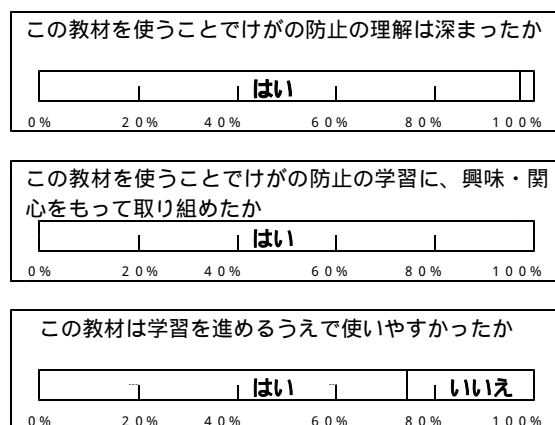 この教材を使うことでけがの防止の理解は深まったか
はい
0% 20% 40% 60% 80% 100%
この教材を使うことでけがの防止の学習に、興味・関
心をもって取り組めたか
はい
0% 20% 40% 60% 80% 100%
この教材は学習を進めるうえで使いやすかったか
はい いいえ
0% 20% 40% 60% 80% 100%